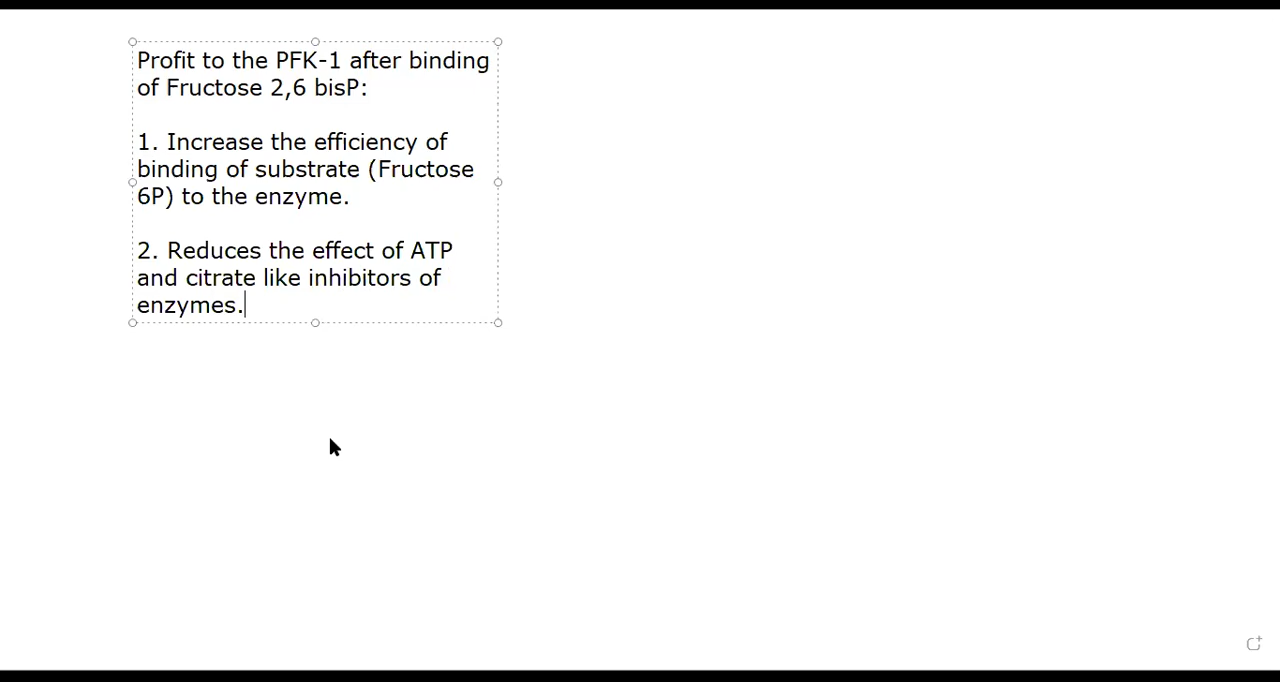 Profit to the PFK-1 after binding
of Fructose 2,6 bisP:
1. Increase the efficiency of
binding of substrate (Fructose
6P) to the enzyme.
2. Reduces the effect of ATP
and citrate like inhibitors of
enzymes.